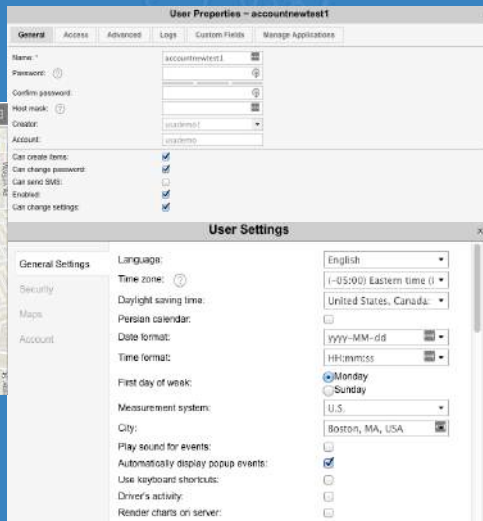 User Properties – accountnewtest1
General Access Advanced Logs Custom Fields Manage Applications
Name: * accountnewtest1
Password: ?
Confirm password:
Host mask: ?
Creator: usademo1
Account: usademo
Can create items:
Can change password:
Can send SMS:
Enabled:
Can change settings:
User Settings x
General Settings
Security
Maps
Account
Language: English
Time zone: ? (-05:00) Eastern time (
Daylight saving time: United States, Canada:
Persian calendar:
Date format: yyyy-MM-dd
Time format: HH:mm:ss
First day of week: Monday
Sunday
Measurement system: U.S.
City: Boston, MA, USA
Play sound for events:
Automatically display popup events:
Use keyboard shortcuts:
Driver's activity:
Render charts on server: